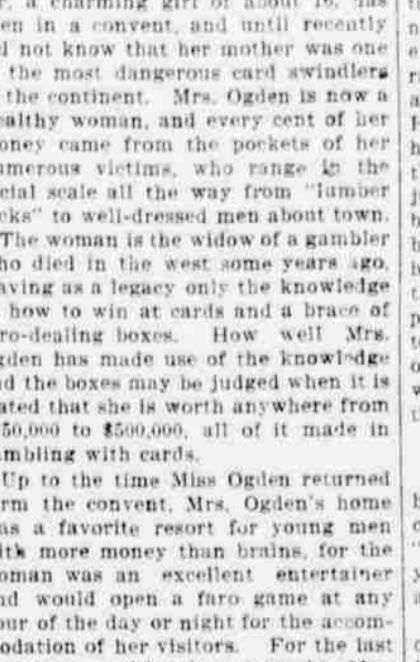 a charming girl of about 16, has
en in a convent, and until recently
not know that her mother was one
the most dangerous card swindlers
the continent. Mrs. Ogden is now a
ealthy woman, and every cent of her
oney came from the pockets of her
umerous victims, who range in the
cial scale all the way from "lumber
cks" to well-dressed men about town.
The woman is the widow of a gambler
ho died in the west some years ago,
aving as a legacy only the knowledge
how to win at cards and a brace of
ro-dealing boxes. How well Mrs.
gden has made use of the knowledge
nd the boxes may be judged when it is
ated that she is worth anywhere from
50,000 to $500,000, all of it made in
ambling with cards.
Up to the time Miss Ogden returned
orm the convent, Mrs. Ogden's home
as a favorite resort for young men
ith more money than brains, for the
oman was an excellent entertainer
nd would open a faro game at any
our of the day or night for the accom-
odation of her visitors. For the last